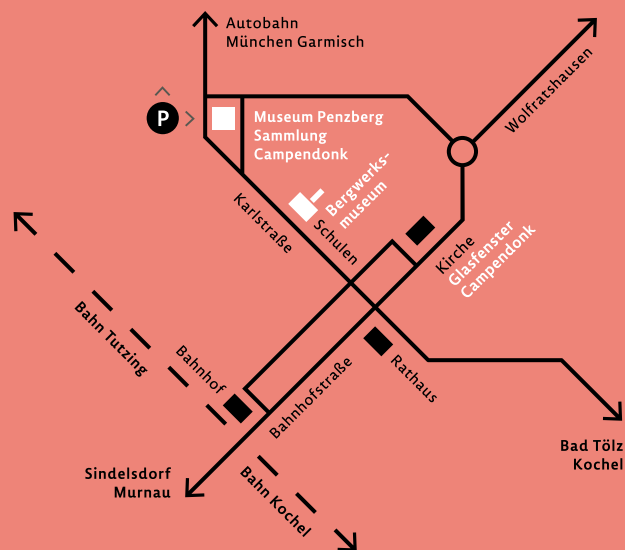 Autobahn
München Garmisch
Wolfratshausen
P
Museum Penzberg
Sammlung
Campendonk
Bergwerks-
museum
Karlstraße
Schulen
Kirche
Glasfenster
Campendonk
Bahn Tutzing
Bahnhof
Bahnhofstraße
Rathaus
Bad Tölz
Kochel
Sindelsdorf
Murnau
Bahn Kochel